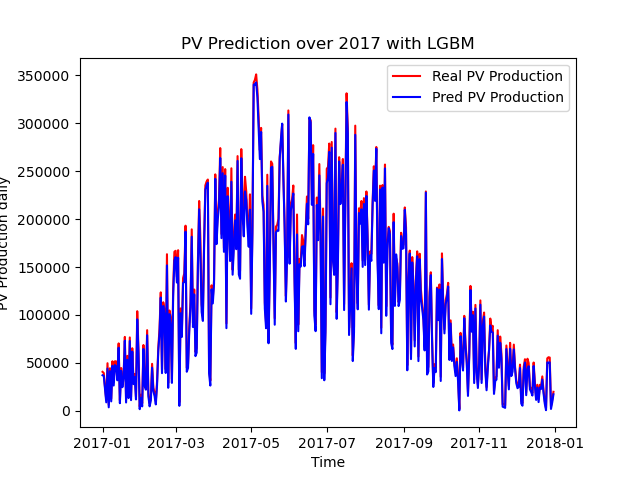 PV Prediction over 2017 with LGBM
Real PV Production
Pred PV Production
PV Production daily
350000
300000
250000
200000
150000
100000
50000
0
2017-01 2017-03 2017-05 2017-07 2017-09 2017-11 2018-01
Time